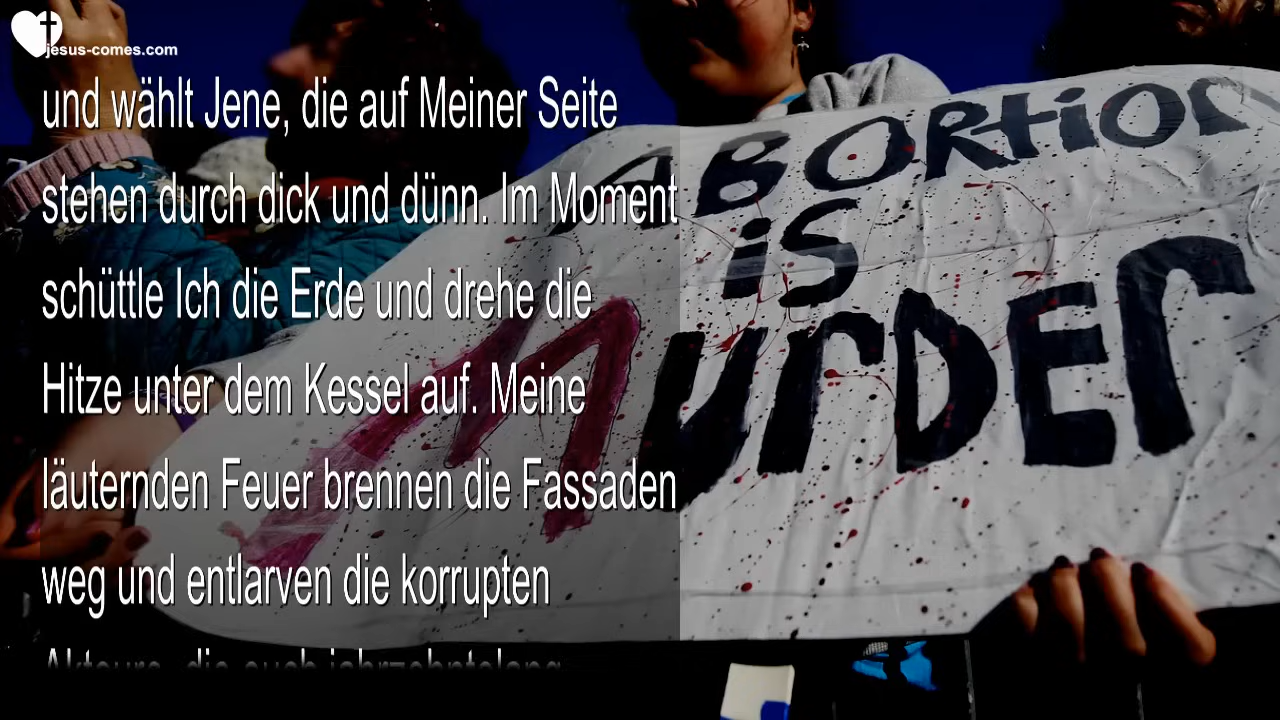 jesus-comes.com
und wählt Jene, die auf Meiner Seite
stehen durch dick und dünn. Im Moment
schüttle Ich die Erde und drehe die
Hitze unter dem Kessel auf. Meine
läuternden Feuer brennen die Fassaden
weg und entlarven die korrupten
ABORTION
iS
MURDER